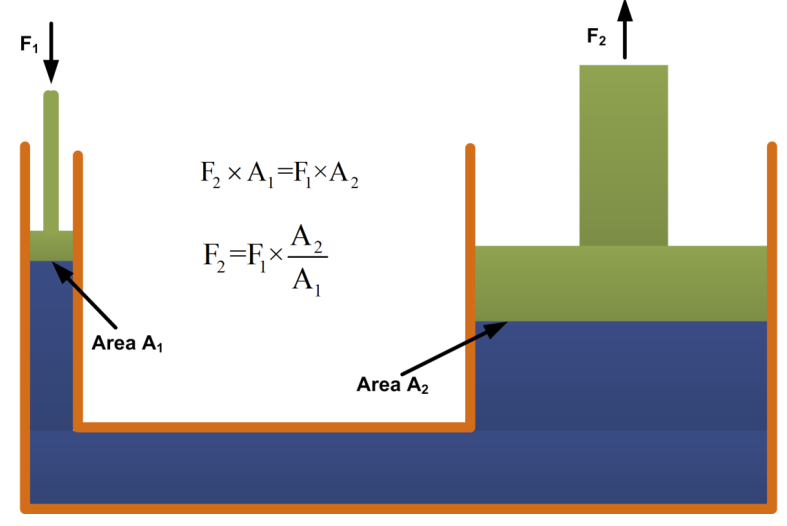 F₁
F₂
F₂ × A₁=F₁×A₂
F₂=F₁× A₂/A₁
Area A₁
Area A₂